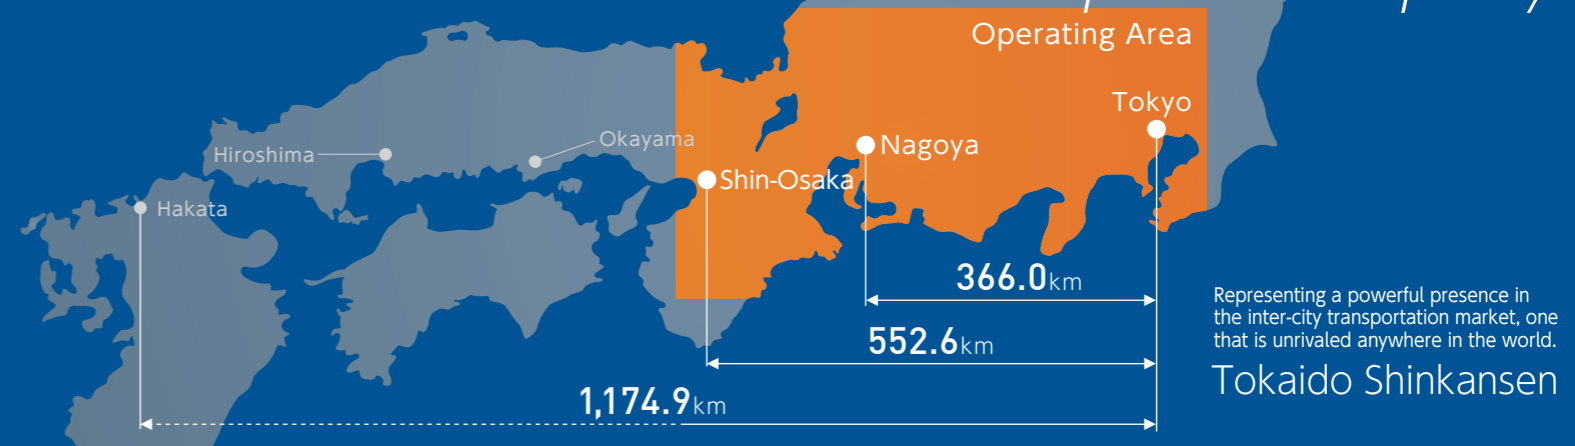 Operating Area
Tokyo
Nagoya
Okayama
Hiroshima
Shin-Osaka
Hakata
366.0km
552.6km
1,174.9km
Representing a powerful presence in
the inter-city transportation market, one
that is unrivaled anywhere in the world.
Tokaido Shinkansen